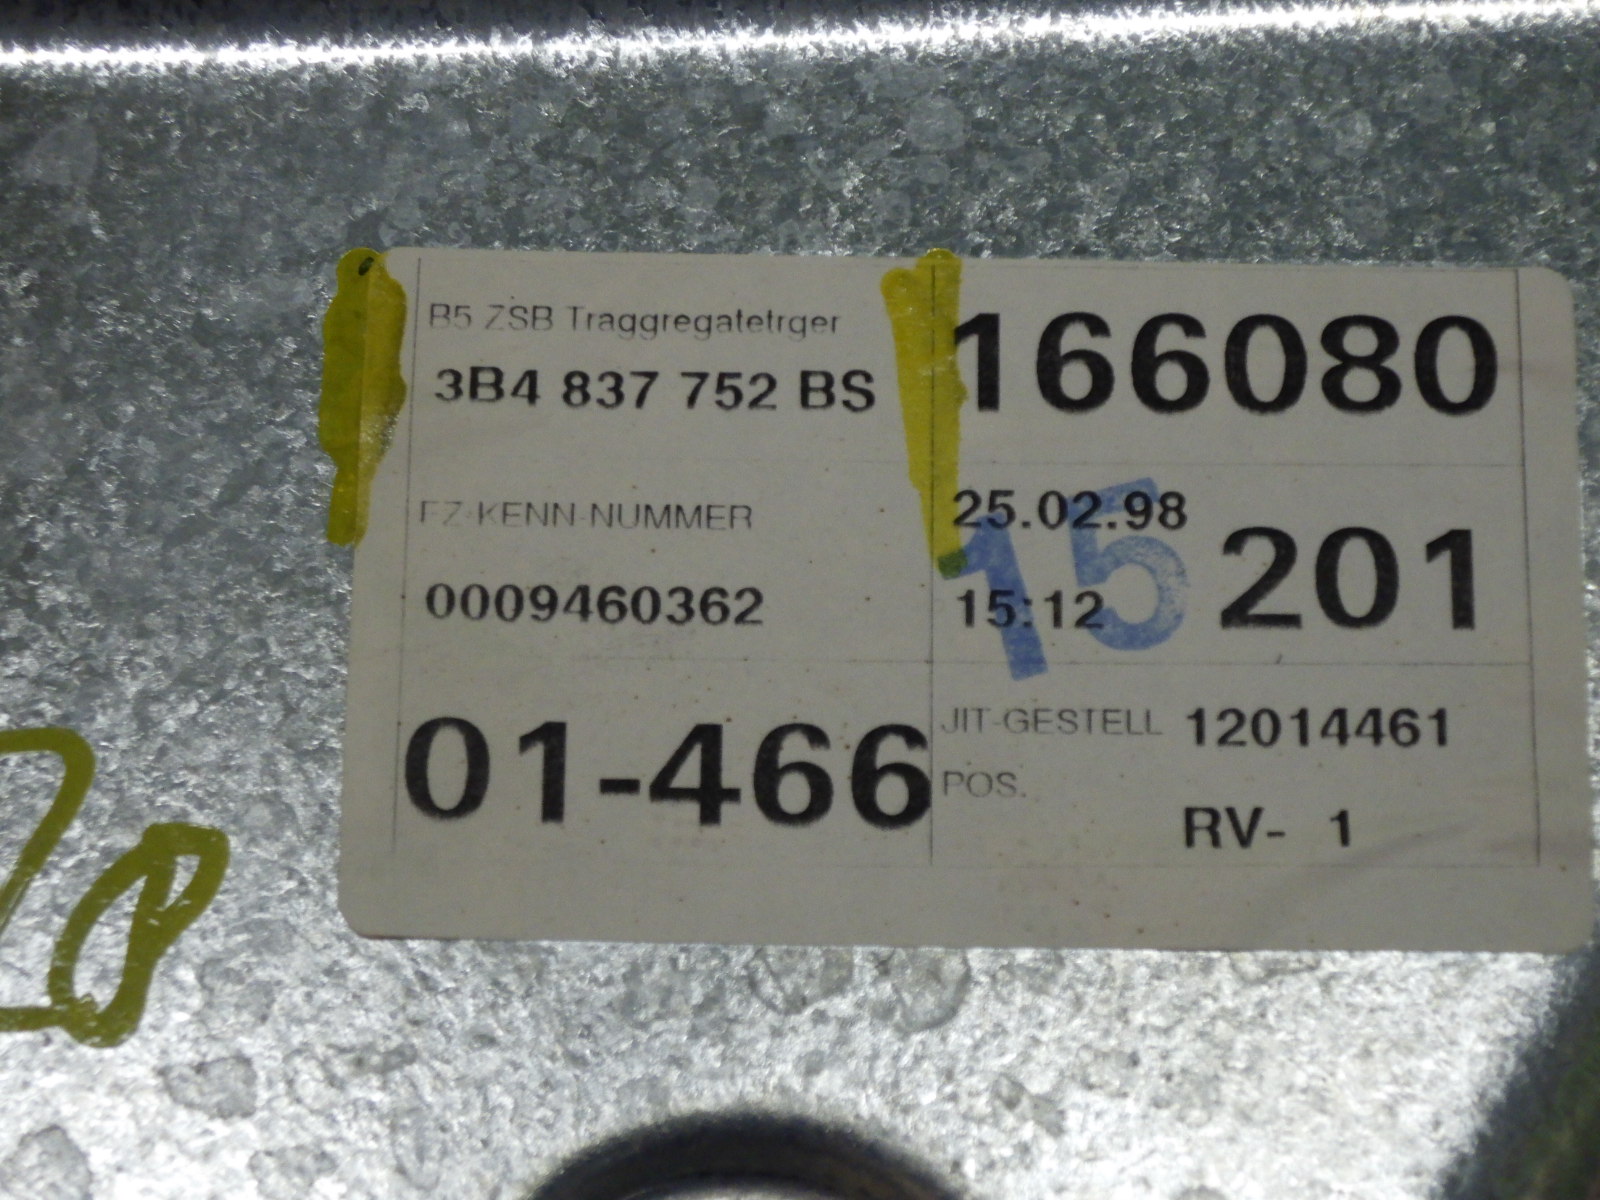 B5 ZSB Traggregatetrger
3B4 837 752 BS
166080
FZ-KENN-NUMMER
0009460362
25.02.98
15:12
15
201
01-466
JIT-GESTELL 12014461
POS.
RV- 1